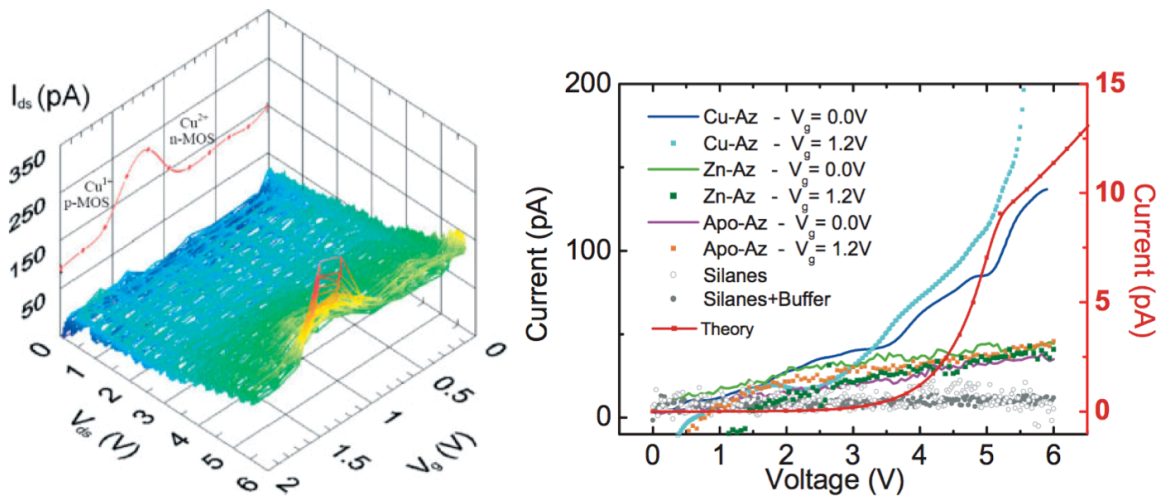 I_ds (pA)
350
250
150
50
0
1
2
3
4
5
6
V_ds (V)
2
1.5
1
0.5
0
V_g (V)
Cu¹⁺
p-MOS
Cu²⁺
n-MOS
200
100
0
Current (pA)
Cu-Az - V_g = 0.0V
Cu-Az - V_g = 1.2V
Zn-Az - V_g = 0.0V
Zn-Az - V_g = 1.2V
Apo-Az - V_g = 0.0V
Apo-Az - V_g = 1.2V
Silanes
Silanes+Buffer
Theory
15
10
5
0
Current (pA)
0 1 2 3 4 5 6
Voltage (V)